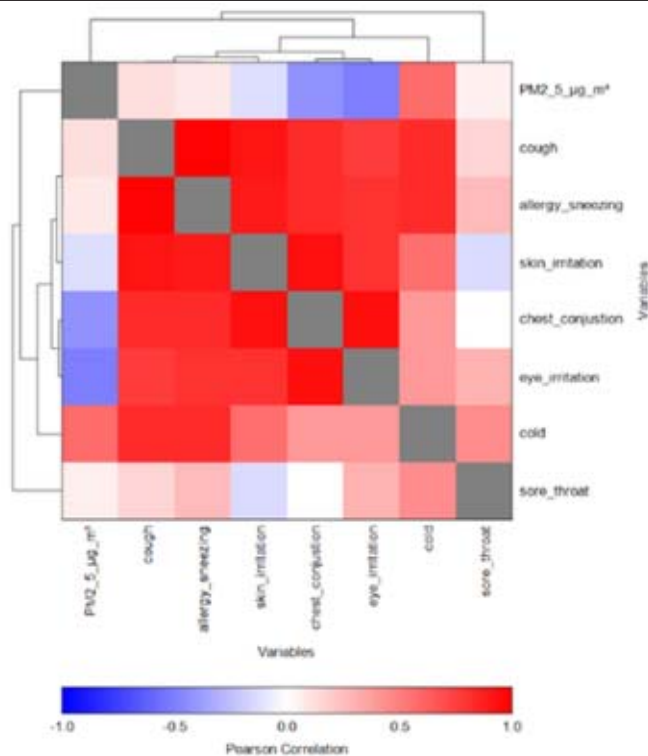 PM2_5_µg_m³
cough
allergy_sneezing
skin_irritation
chest_conjustion
eye_irritation
cold
sore_throat
Variables
PM2_5_µg_m³
cough
allergy_sneezing
skin_irritation
chest_conjustion
eye_irritation
cold
sore_throat
Variables
-1.0 -0.5 0.0 0.5 1.0
Pearson Correlation